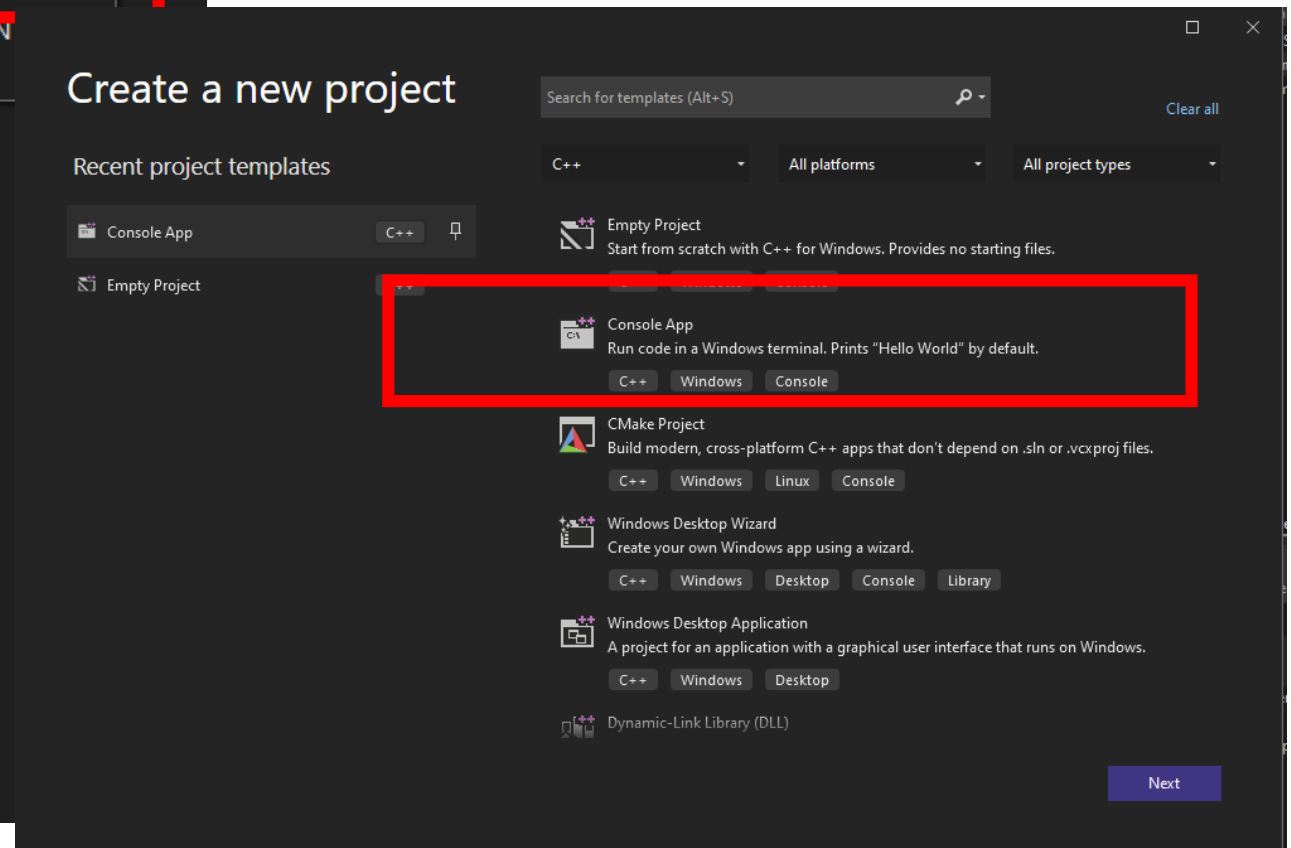 N
Create a new project
Search for templates (Alt+S)
Clear all
Recent project templates
C++
All platforms
All project types
Console App
C++
Empty Project
Empty Project
Start from scratch with C++ for Windows. Provides no starting files.
Console App
Run code in a Windows terminal. Prints "Hello World" by default.
C++ Windows Console
CMake Project
Build modern, cross-platform C++ apps that don't depend on .sln or .vcxproj files.
C++ Windows Linux Console
Windows Desktop Wizard
Create your own Windows app using a wizard.
C++ Windows Desktop Console Library
Windows Desktop Application
A project for an application with a graphical user interface that runs on Windows.
C++ Windows Desktop
Dynamic-Link Library (DLL)
Next